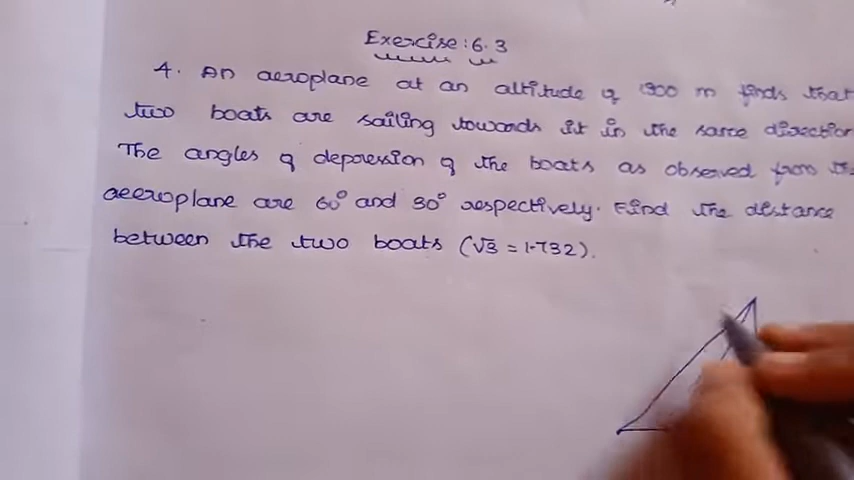 Exercise : 6.3
4. An aeroplane at an altitude of 1800 m finds that
two boats are sailing towards it in the same direction
The angles of depression of the boats as observed from the
aeeroplane are 60° and 30° respectively. Find the distance
between the two boats (√3 = 1.732).